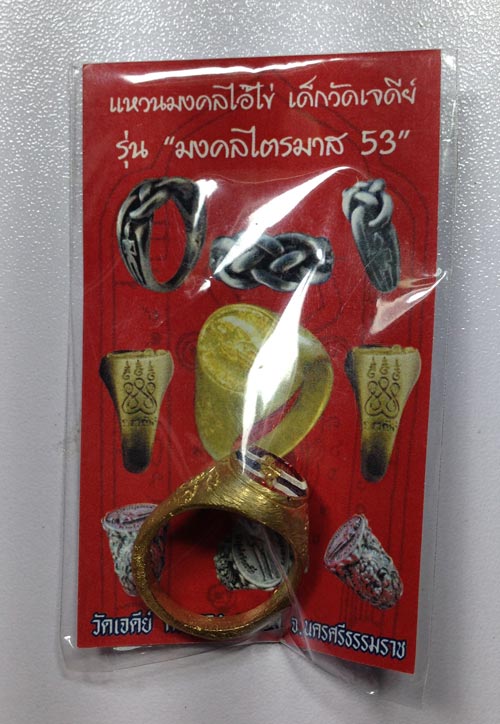 แหวนมงคลไอ้ไข่ เด็กวัดเจดีย์
รุ่น "มงคลไตรมาส 53"
วัดเจดีย์ จ.นครศรีธรรมราช